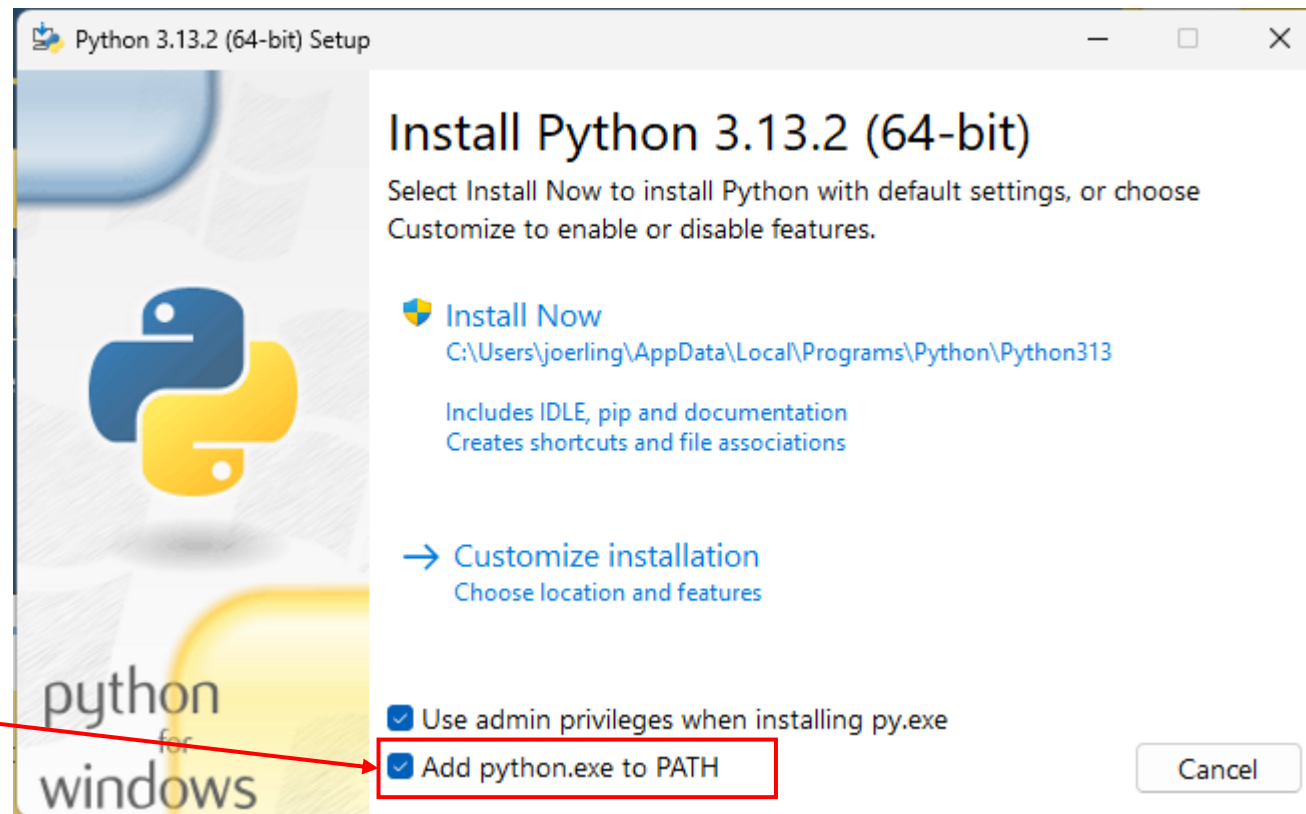 Python 3.13.2 (64-bit) Setup
Install Python 3.13.2 (64-bit)
Select Install Now to install Python with default settings, or choose
Customize to enable or disable features.
Install Now
C:\Users\joerling\AppData\Local\Programs\Python\Python313
Includes IDLE, pip and documentation
Creates shortcuts and file associations
Customize installation
Choose location and features
python
for
windows
Use admin privileges when installing py.exe
Add python.exe to PATH
Cancel